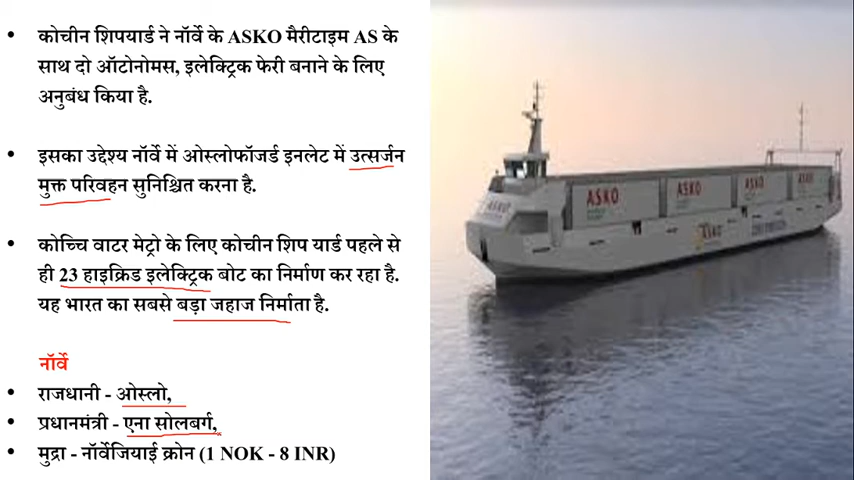 • कोचीन शिपयार्ड ने नॉर्वे के ASKO मैरीटाइम AS के
साथ दो ऑटोनोमस, इलेक्ट्रिक फेरी बनाने के लिए
अनुबंध किया है.
• इसका उद्देश्य नॉर्वे में ओस्लोफॉजर्ड इनलेट में उत्सर्जन
मुक्त परिवहन सुनिश्चित करना है.
• कोच्चि वाटर मेट्रो के लिए कोचीन शिप यार्ड पहले से
ही 23 हाइक्रिड इलेक्ट्रिक बोट का निर्माण कर रहा है.
यह भारत का सबसे बड़ा जहाज निर्माता है.
नॉर्वे
• राजधानी - ओस्लो,
• प्रधानमंत्री - एना सोलबर्ग,
• मुद्रा - नॉर्वेजियाई क्रोन (1 NOK - 8 INR)
ASKO
ASKO
ASKO
ASKO
ASKO